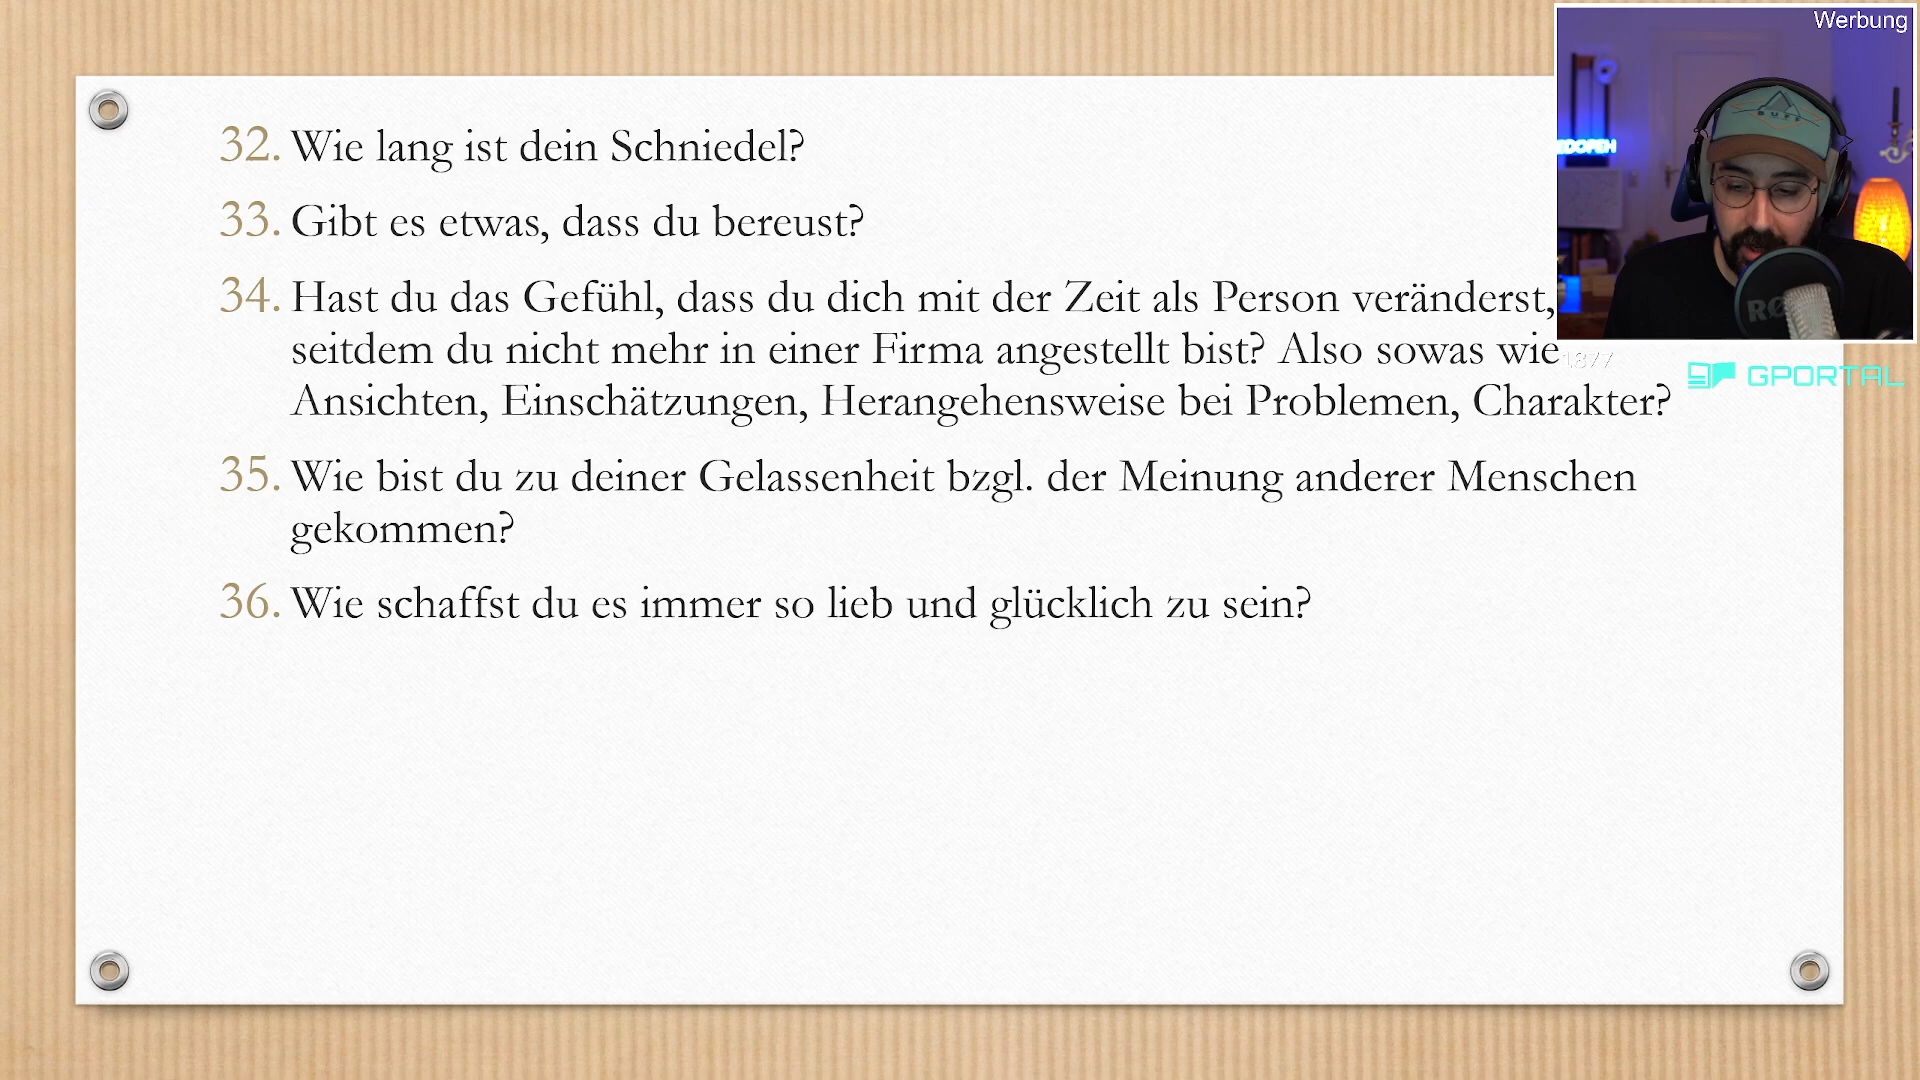 Werbung
32. Wie lang ist dein Schniedel?
33. Gibt es etwas, dass du bereust?
34. Hast du das Gefühl, dass du dich mit der Zeit als Person veränderst,
seitdem du nicht mehr in einer Firma angestellt bist? Also sowas wie
Ansichten, Einschätzungen, Herangehensweise bei Problemen, Charakter?
35. Wie bist du zu deiner Gelassenheit bzgl. der Meinung anderer Menschen
gekommen?
36. Wie schaffst du es immer so lieb und glücklich zu sein?
1877
GPORTAL